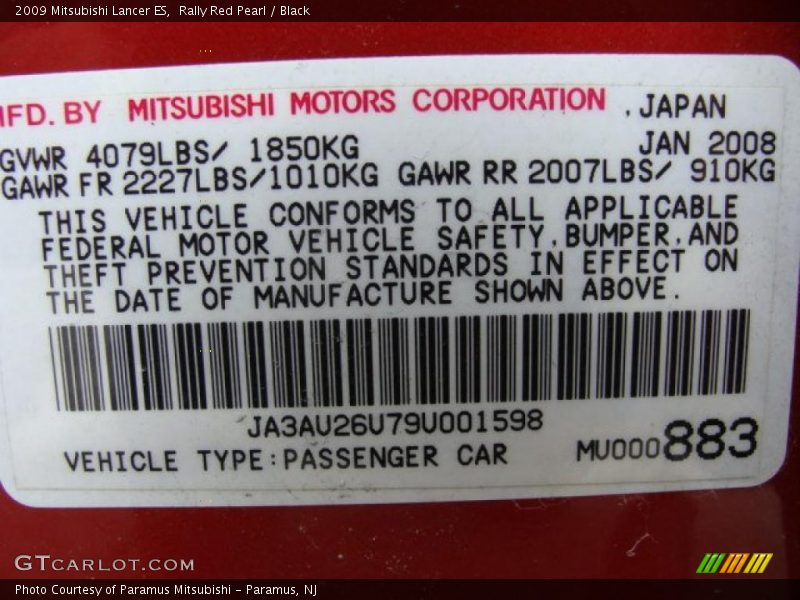 2009 Mitsubishi Lancer ES,  Rally Red Pearl / Black
MFD. BY MITSUBISHI MOTORS CORPORATION , JAPAN
GVWR 4079LBS/ 1850KG JAN 2008
GAWR FR 2227LBS/1010KG GAWR RR 2007LBS/ 910KG
THIS VEHICLE CONFORMS TO ALL APPLICABLE
FEDERAL MOTOR VEHICLE SAFETY,BUMPER,AND
THEFT PREVENTION STANDARDS IN EFFECT ON
THE DATE OF MANUFACTURE SHOWN ABOVE.
JA3AU26U79U001598
VEHICLE TYPE:PASSENGER CAR MU000883
GTCARLOT.COM
Photo Courtesy of Paramus Mitsubishi - Paramus, NJ